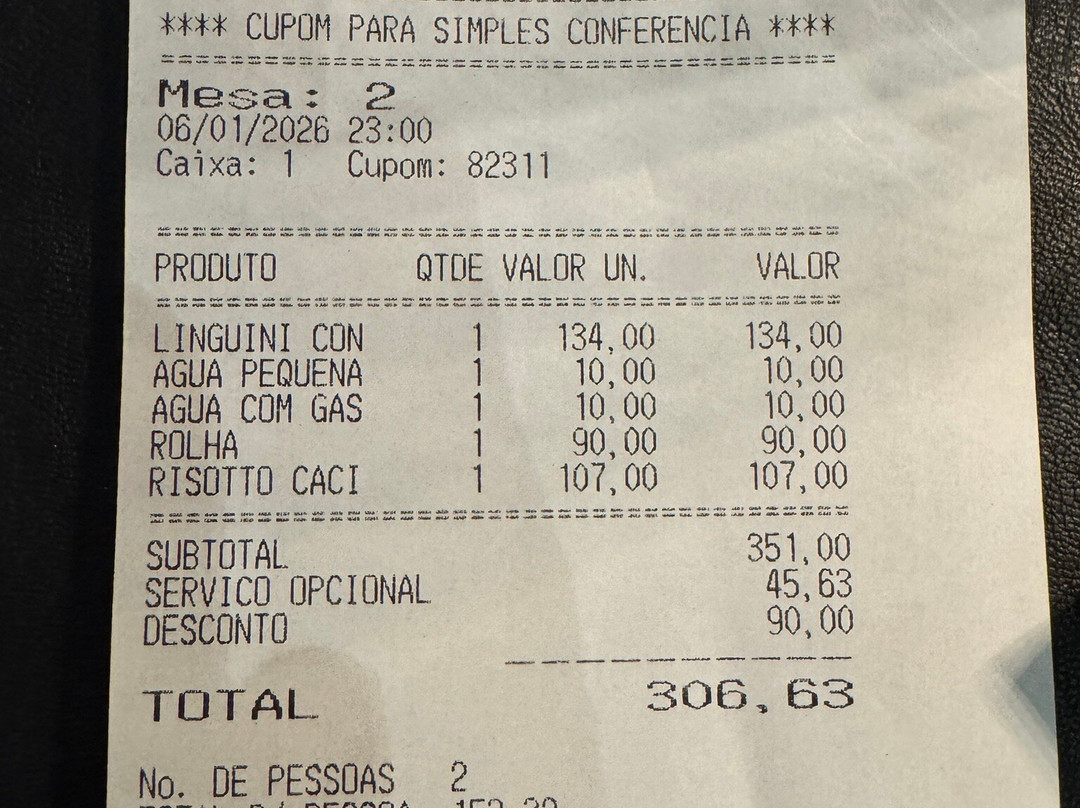 **** CUPOM PARA SIMPLES CONFERENCIA ****
Mesa: 2
06/01/2026 23:00
Caixa: 1 Cupom: 82311
PRODUTO QTDE VALOR UN. VALOR
LINGUINI CON 1 134,00 134,00
AGUA PEQUENA 1 10,00 10,00
AGUA COM GAS 1 10,00 10,00
ROLHA 1 90,00 90,00
RISOTTO CACI 1 107,00 107,00
SUBTOTAL 351,00
SERVICO OPCIONAL 45,63
DESCONTO 90,00
TOTAL 306,63
No. DE PESSOAS 2